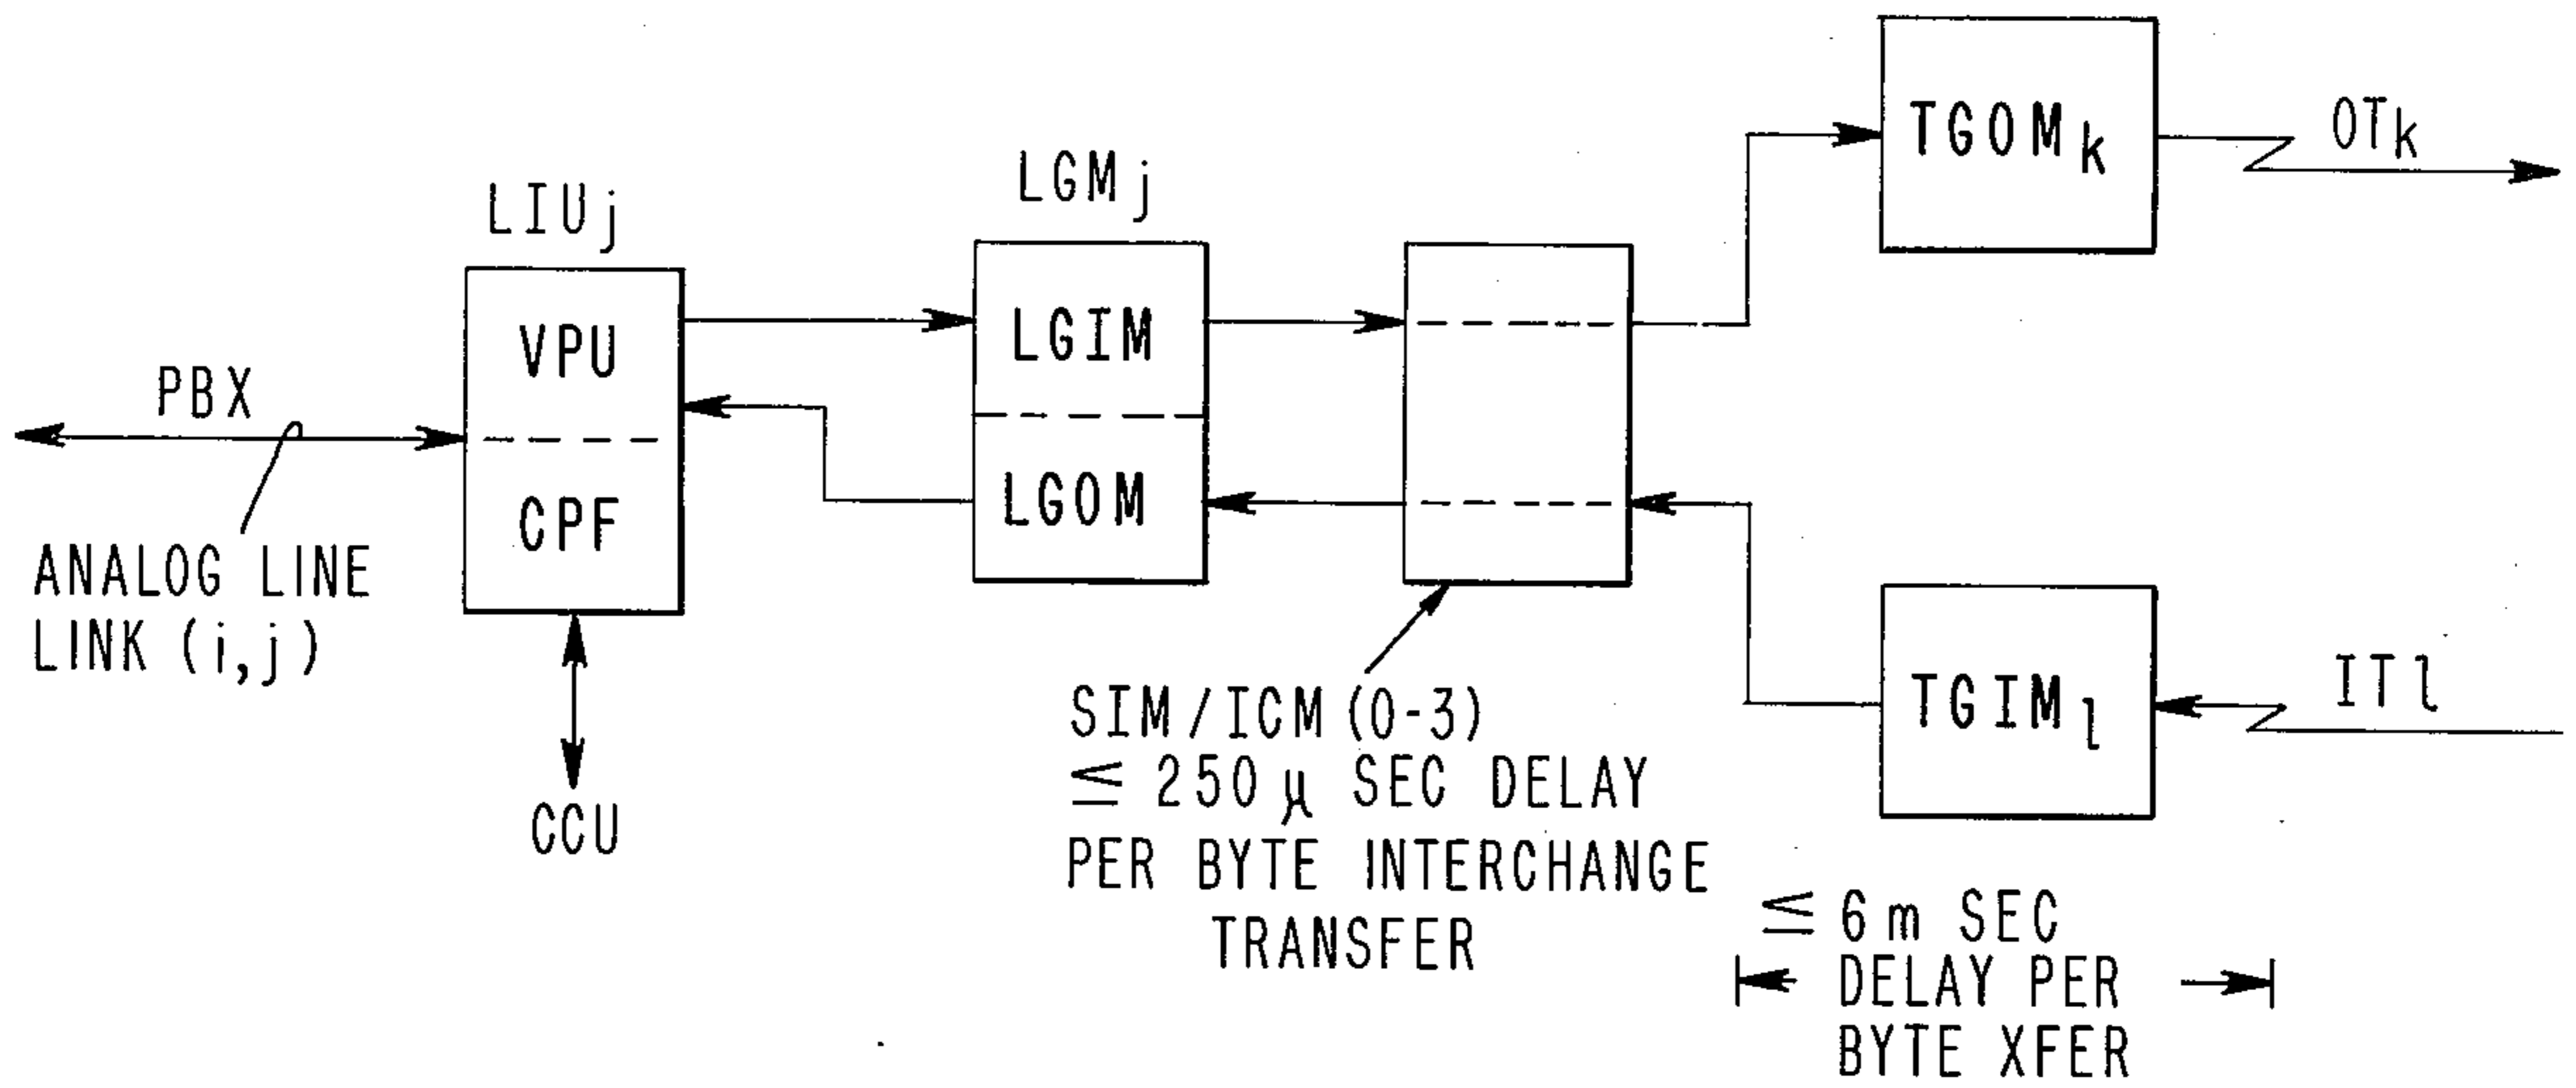 PBX
ANALOG LINE
LINK (i,j)
LIUj
VPU
CPF
CCU
LGMj
LGIM
LGOM
SIM/ICM (0-3)
≤ 250 μ SEC DELAY
PER BYTE INTERCHANGE
TRANSFER
TGOMk
OTk
TGIMl
ITl
≤ 6m SEC
DELAY PER
BYTE XFER